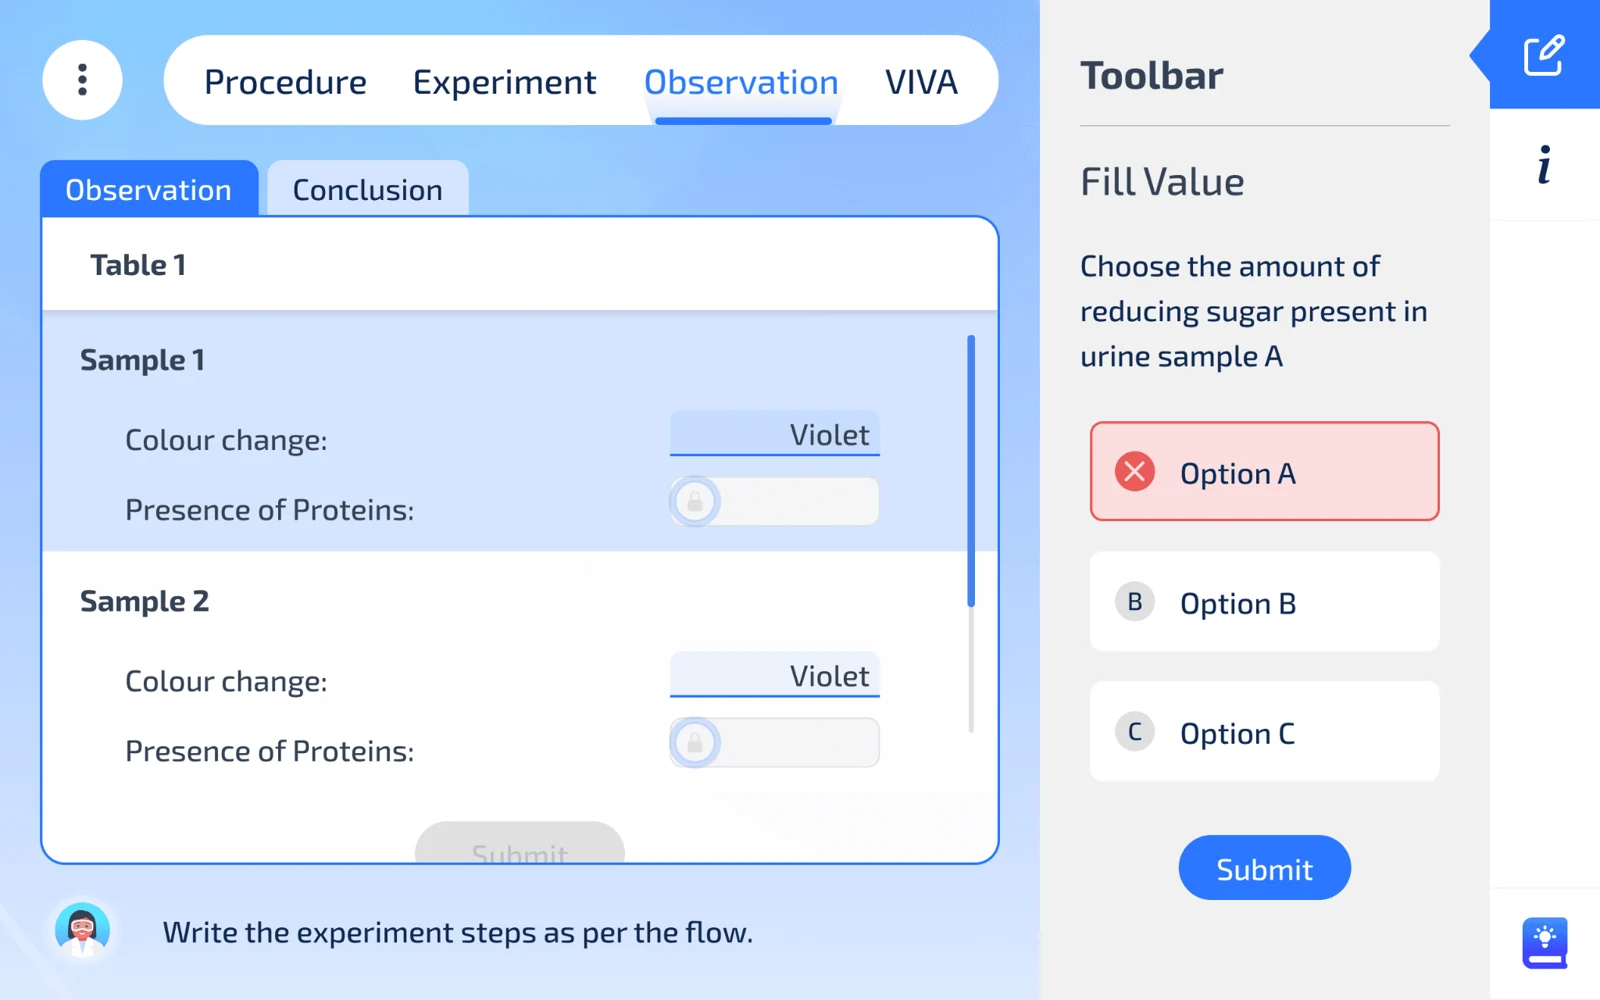 Procedure Experiment Observation VIVA
Observation Conclusion
Table 1
Sample 1
Colour change: Violet
Presence of Proteins:
Sample 2
Colour change: Violet
Presence of Proteins:
Submit
Write the experiment steps as per the flow.
Toolbar
Fill Value
Choose the amount of
reducing sugar present in
urine sample A
Option A
B Option B
C Option C
Submit
i